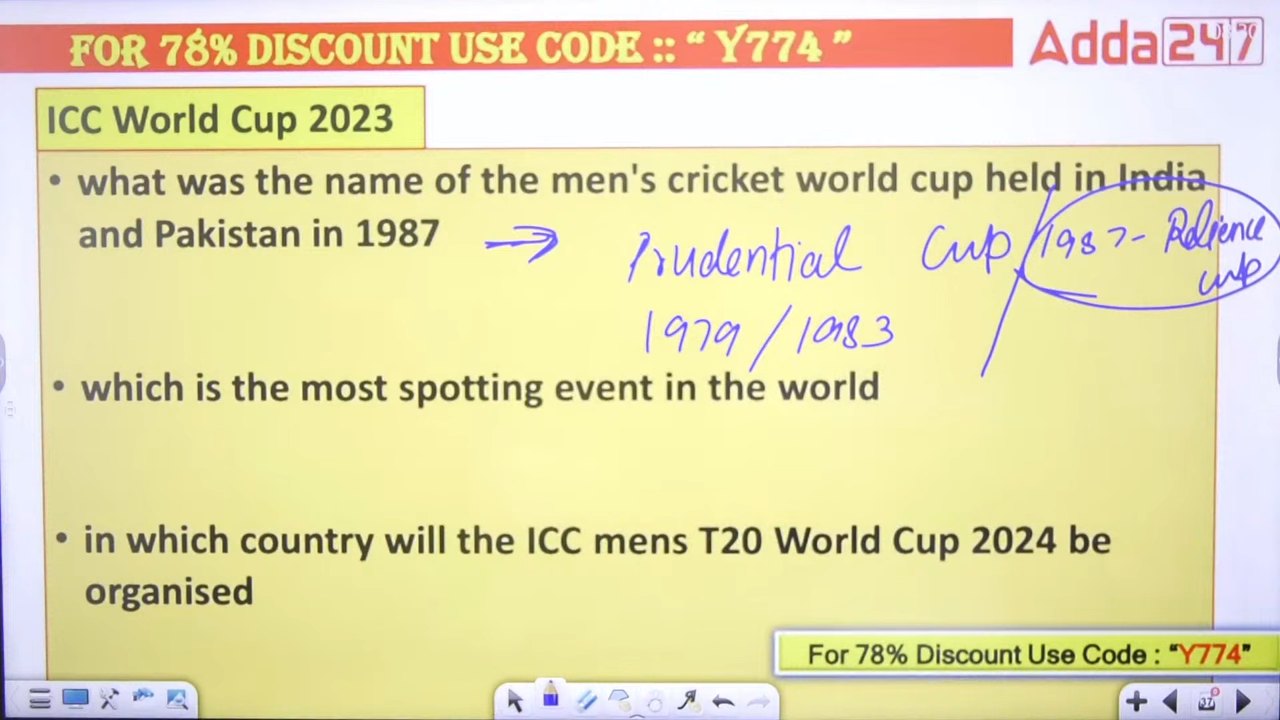 FOR 78% DISCOUNT USE CODE :: “ Y774 ”
Adda247
ICC World Cup 2023
• what was the name of the men's cricket world cup held in India
and Pakistan in 1987 → Prudential Cup / 1987- Relience
cup
1979 / 1983
• which is the most spotting event in the world
• in which country will the ICC mens T20 World Cup 2024 be
organised
For 78% Discount Use Code : “Y774”